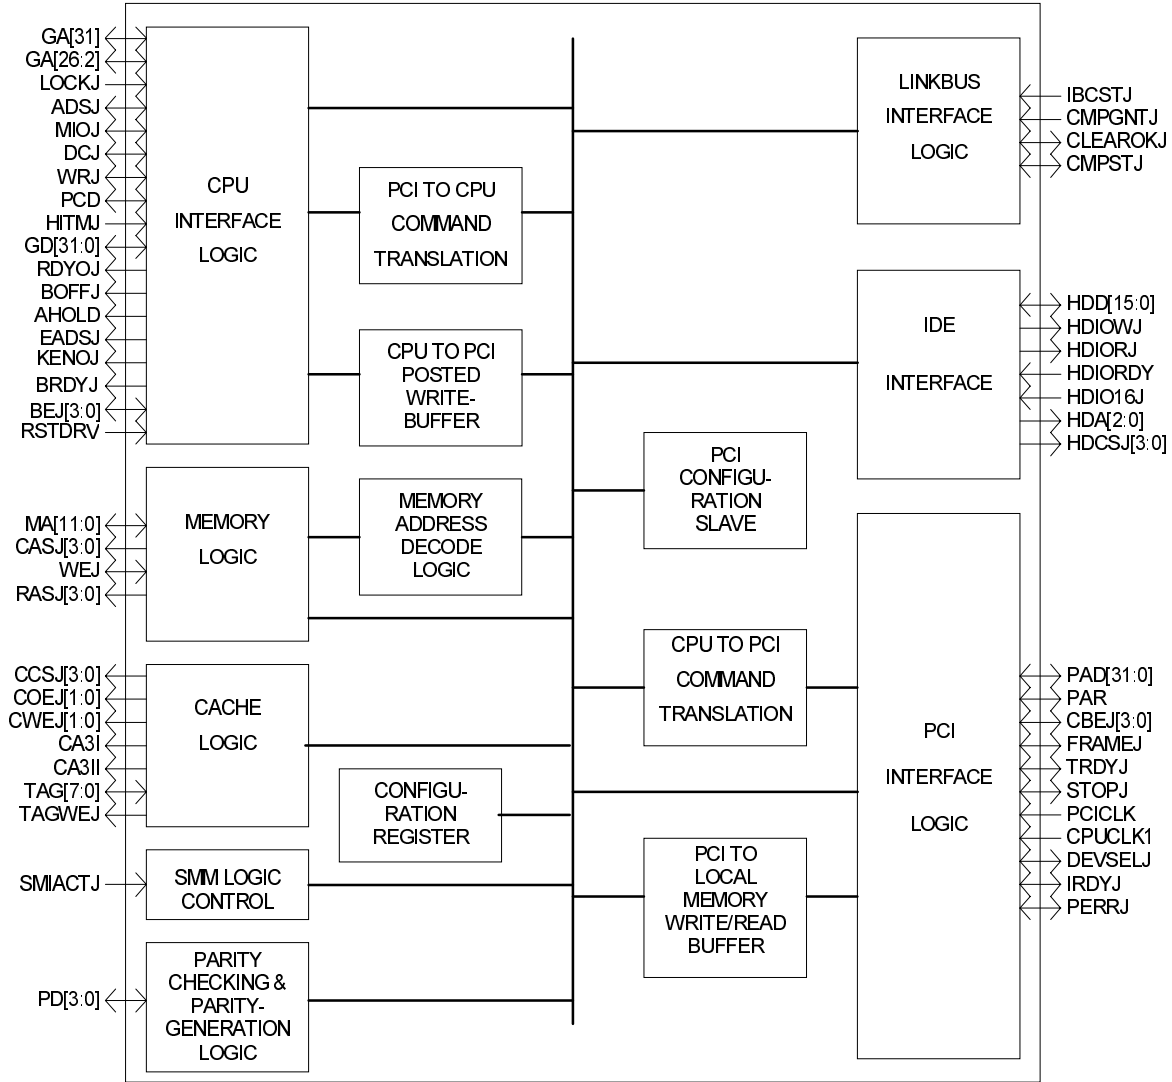 GA[31]
GA[26:2]
LOCKJ
ADSJ
MIOJ
DCJ
WRJ
PCD
HITMJ
GD[31:0]
RDYOJ
BOFFJ
AHOLD
EADSJ
KENOJ
BRDYJ
BEJ[3:0]
RSTDRV
CPU
INTERFACE
LOGIC
PCI TO CPU
COMMAND
TRANSLATION
CPU TO PCI
POSTED
WRITE-
BUFFER
MA[11:0]
CASJ[3:0]
WEJ
RASJ[3:0]
MEMORY
LOGIC
MEMORY
ADDRESS
DECODE
LOGIC
CCSJ[3:0]
COEJ[1:0]
CWEJ[1:0]
CA3I
CA3II
TAG[7:0]
TAGWEJ
CACHE
LOGIC
CONFIGU-
RATION
REGISTER
SMIACTJ
SMM LOGIC
CONTROL
PD[3:0]
PARITY
CHECKING &
PARITY-
GENERATION
LOGIC
LINKBUS
INTERFACE
LOGIC
IBCSTJ
CMPGNTJ
CLEAROKJ
CMPSTJ
IDE
INTERFACE
HDD[15:0]
HDIOWJ
HDIORJ
HDIORDY
HDIO16J
HDA[2:0]
HDCSJ[3:0]
PCI
CONFIGU-
RATION
SLAVE
CPU TO PCI
COMMAND
TRANSLATION
PCI TO
LOCAL
MEMORY
WRITE/READ
BUFFER
PCI
INTERFACE
LOGIC
PAD[31:0]
PAR
CBEJ[3:0]
FRAMEJ
TRDYJ
STOPJ
PCICLK
CPUCLK1
DEVSELJ
IRDYJ
PERRJ